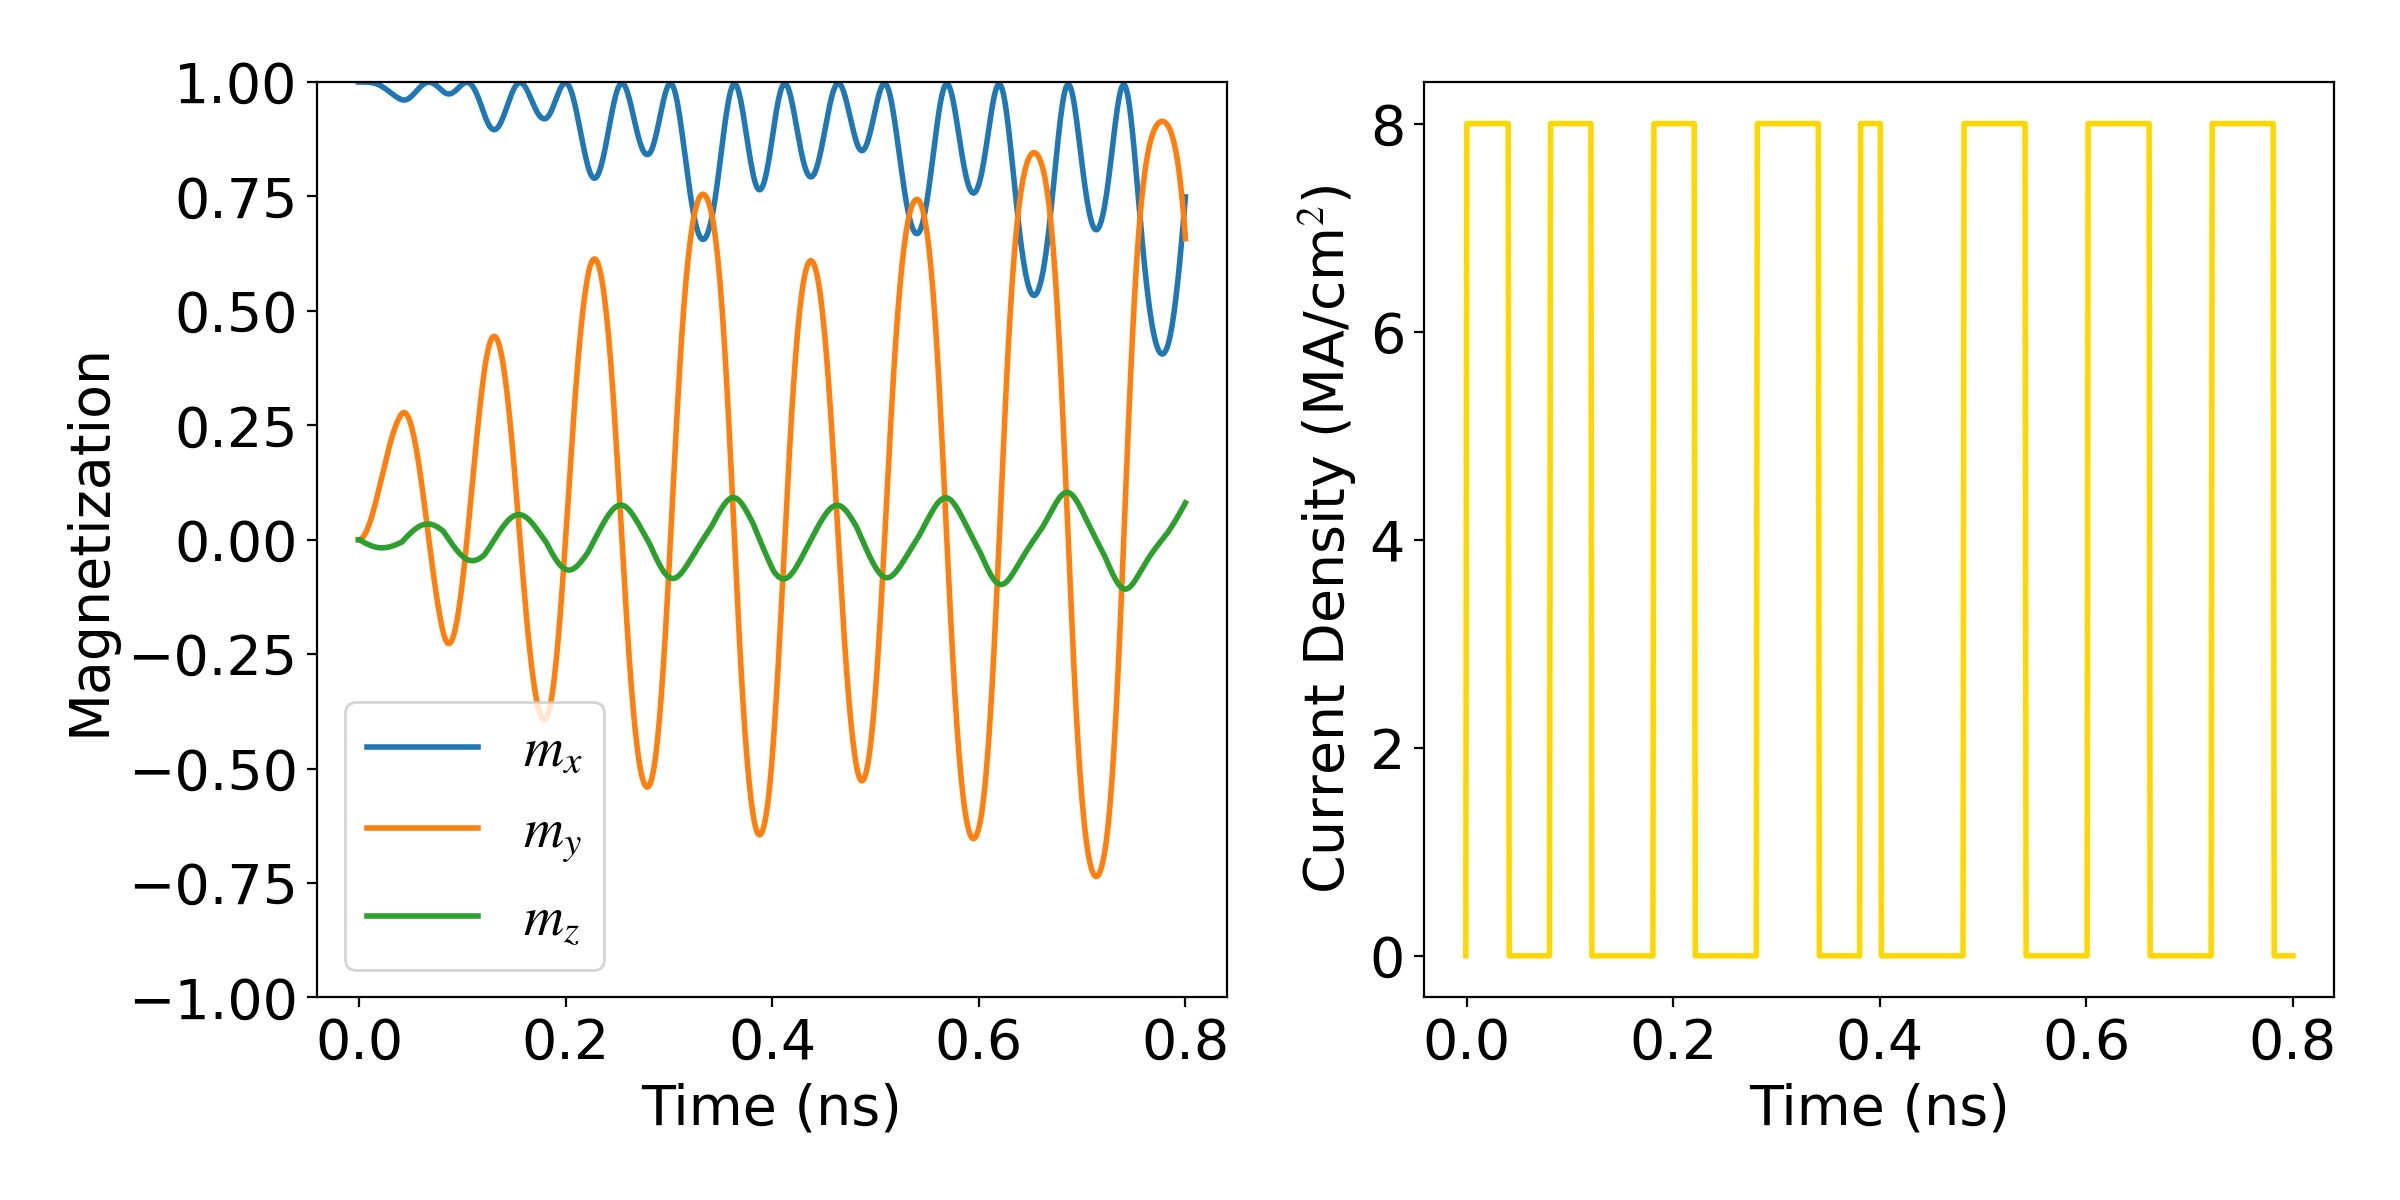 1.00
0.75
0.50
0.25
0.00
−0.25
−0.50
−0.75
−1.00
Magnetization
m_x
m_y
m_z
0.0 0.2 0.4 0.6 0.8
Time (ns)
8
6
4
2
0
Current Density (MA/cm²)
0.0 0.2 0.4 0.6 0.8
Time (ns)